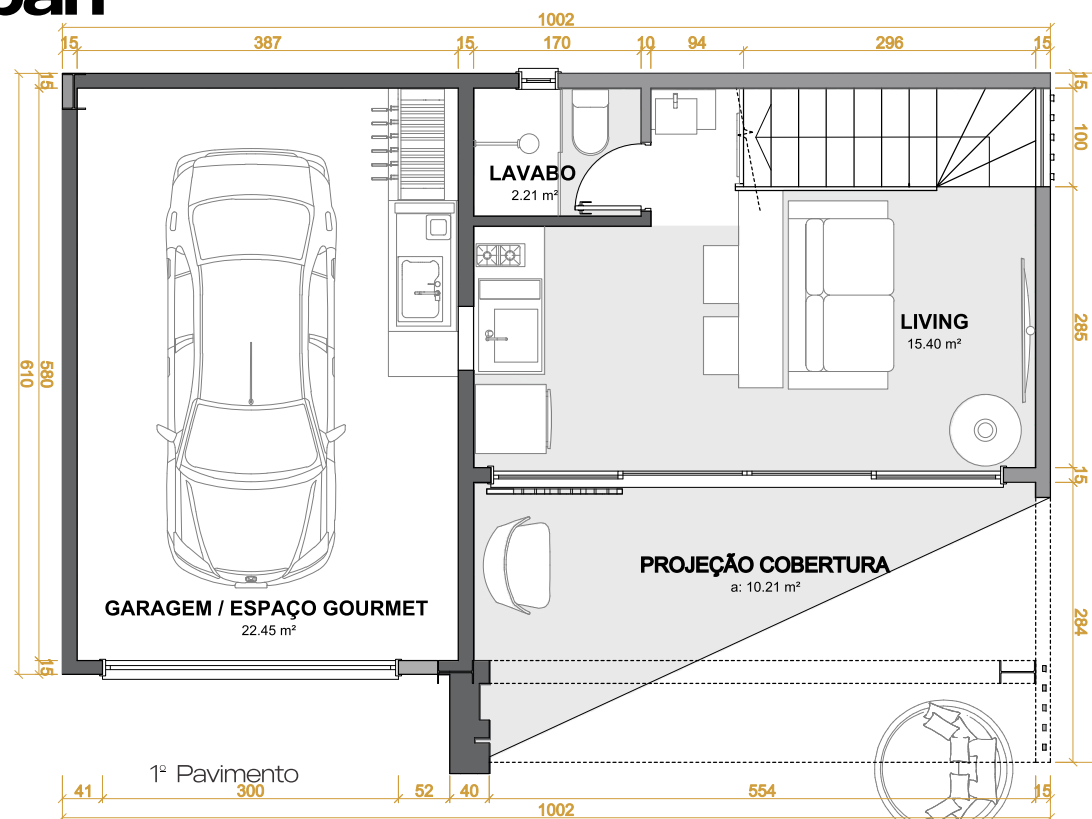 1002
15 387 15 170 10 94 296 15
15
15
100
LAVABO
2.21 m²
LIVING
15.40 m²
285
610
580
15
PROJEÇÃO COBERTURA
a: 10.21 m²
GARAGEM / ESPAÇO GOURMET
22.45 m²
284
15
1º Pavimento
41 300 52 40 554 15
1002